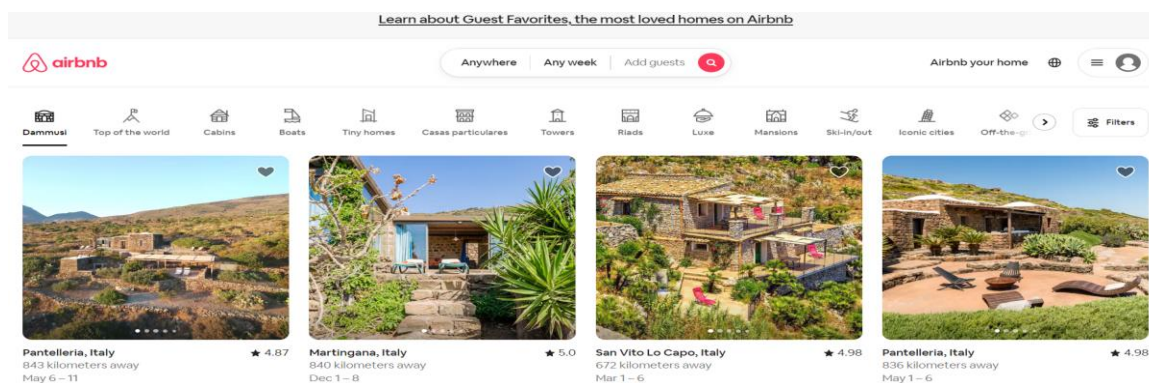 Learn about Guest Favorites, the most loved homes on Airbnb
airbnb
Anywhere Any week Add guests
Airbnb your home
Dammusi Top of the world Cabins Boats Tiny homes Casas particulares Towers Riads Luxe Mansions Ski-in/out Iconic cities Off-the-g Filters
Pantelleria, Italy ★ 4.87 Martingana, Italy ★ 5.0 San Vito Lo Capo, Italy ★ 4.98 Pantelleria, Italy ★ 4.98
843 kilometers away 840 kilometers away 672 kilometers away 836 kilometers away
May 6 – 11 Dec 1 – 8 Mar 1 – 6 May 1 – 6